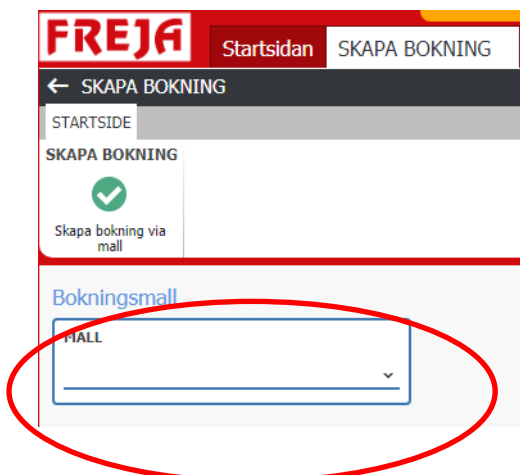 FREJA
Startsidan SKAPA BOKNING
← SKAPA BOKNING
STARTSIDE
SKAPA BOKNING
Skapa bokning via
mall
Bokningsmall
MALL